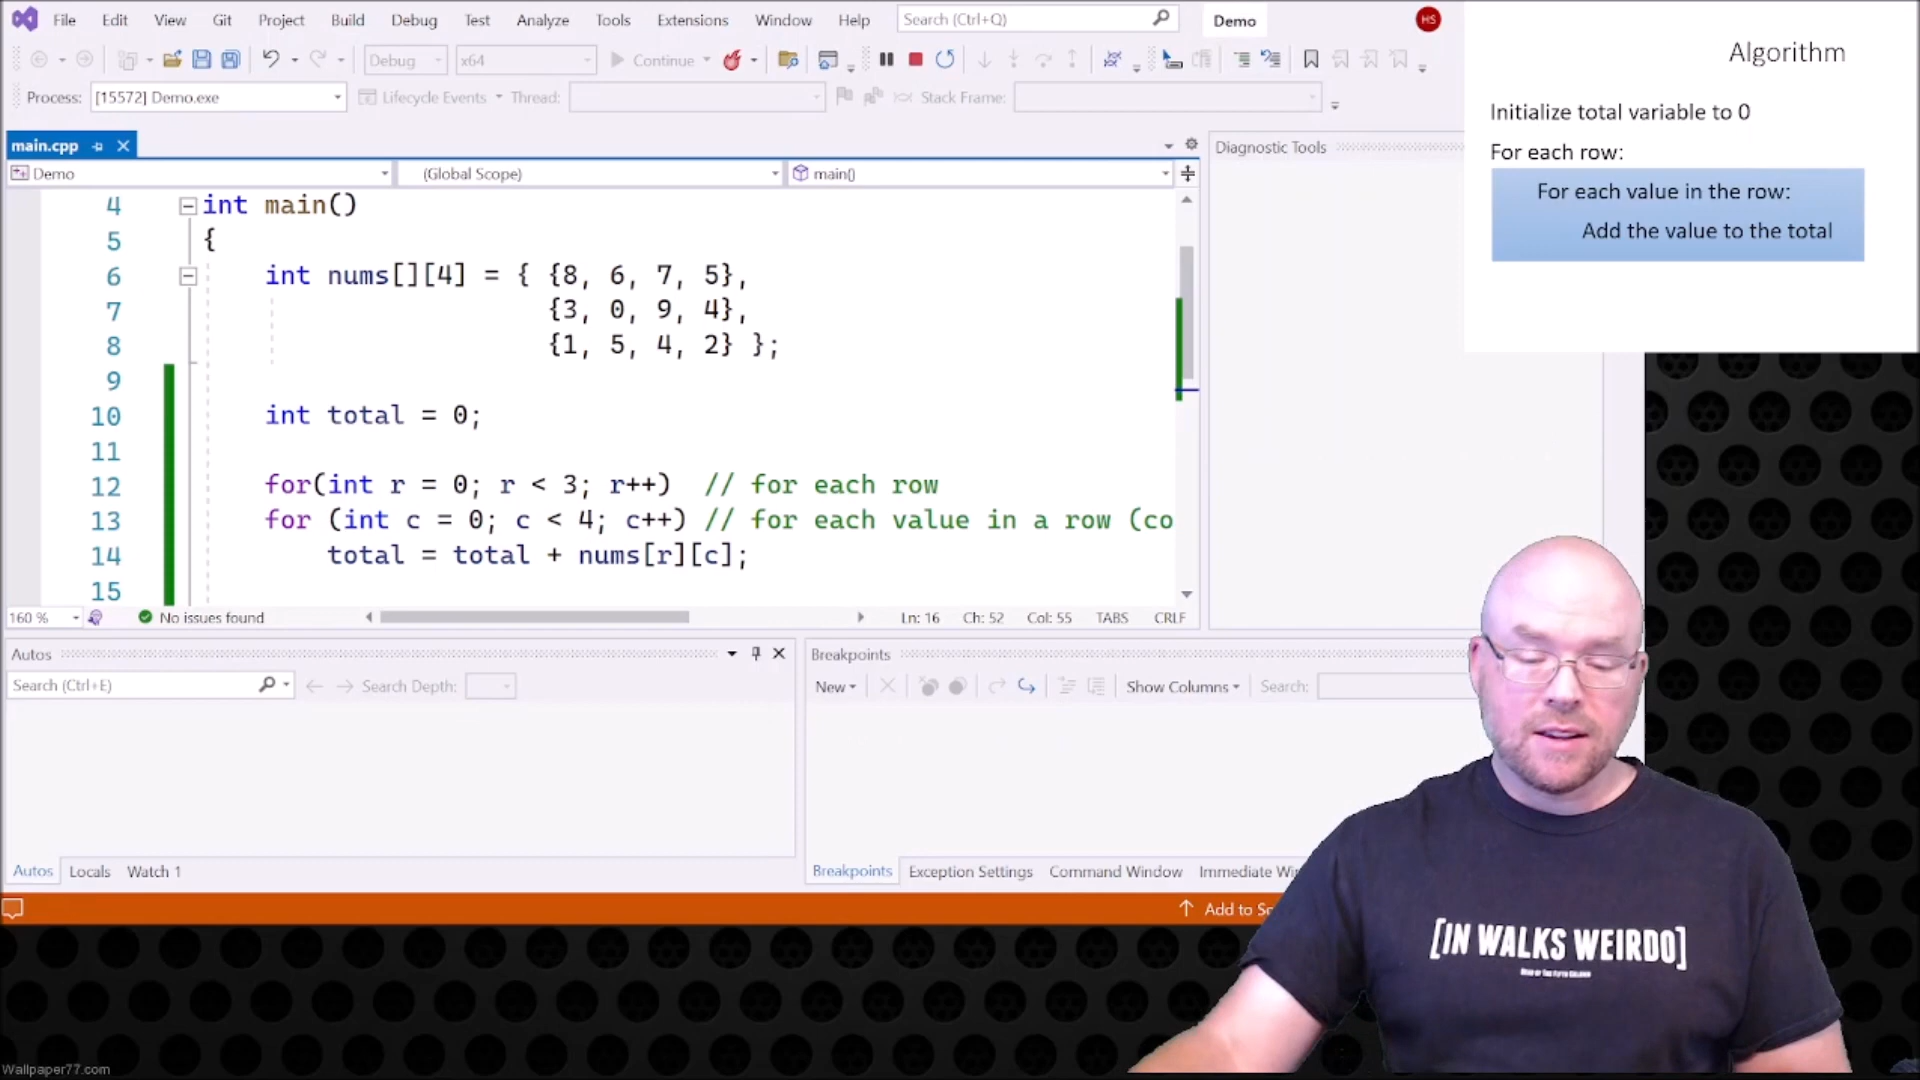 File Edit View Git Project Build Debug Test Analyze Tools Extensions Window Help Search (Ctrl+Q) Demo HS
Debug x64 Continue
Process: [15572] Demo.exe Lifecycle Events Thread: Stack Frame:
main.cpp
Demo (Global Scope) main()
4 int main()
5 {
6 int nums[][4] = { {8, 6, 7, 5},
7 {3, 0, 9, 4},
8 {1, 5, 4, 2} };
9
10 int total = 0;
11
12 for(int r = 0; r < 3; r++) // for each row
13 for (int c = 0; c < 4; c++) // for each value in a row (co
14 total = total + nums[r][c];
15
160 % No issues found Ln: 16 Ch: 52 Col: 55 TABS CRLF
Diagnostic Tools
Algorithm
Initialize total variable to 0
For each row:
For each value in the row:
Add the value to the total
Autos
Search (Ctrl+E) Search Depth:
Autos Locals Watch 1
Breakpoints
New Show Columns Search:
Breakpoints Exception Settings Command Window Immediate Wi
Add to So
[IN WALKS WEIRDO]
Wallpaper77.com